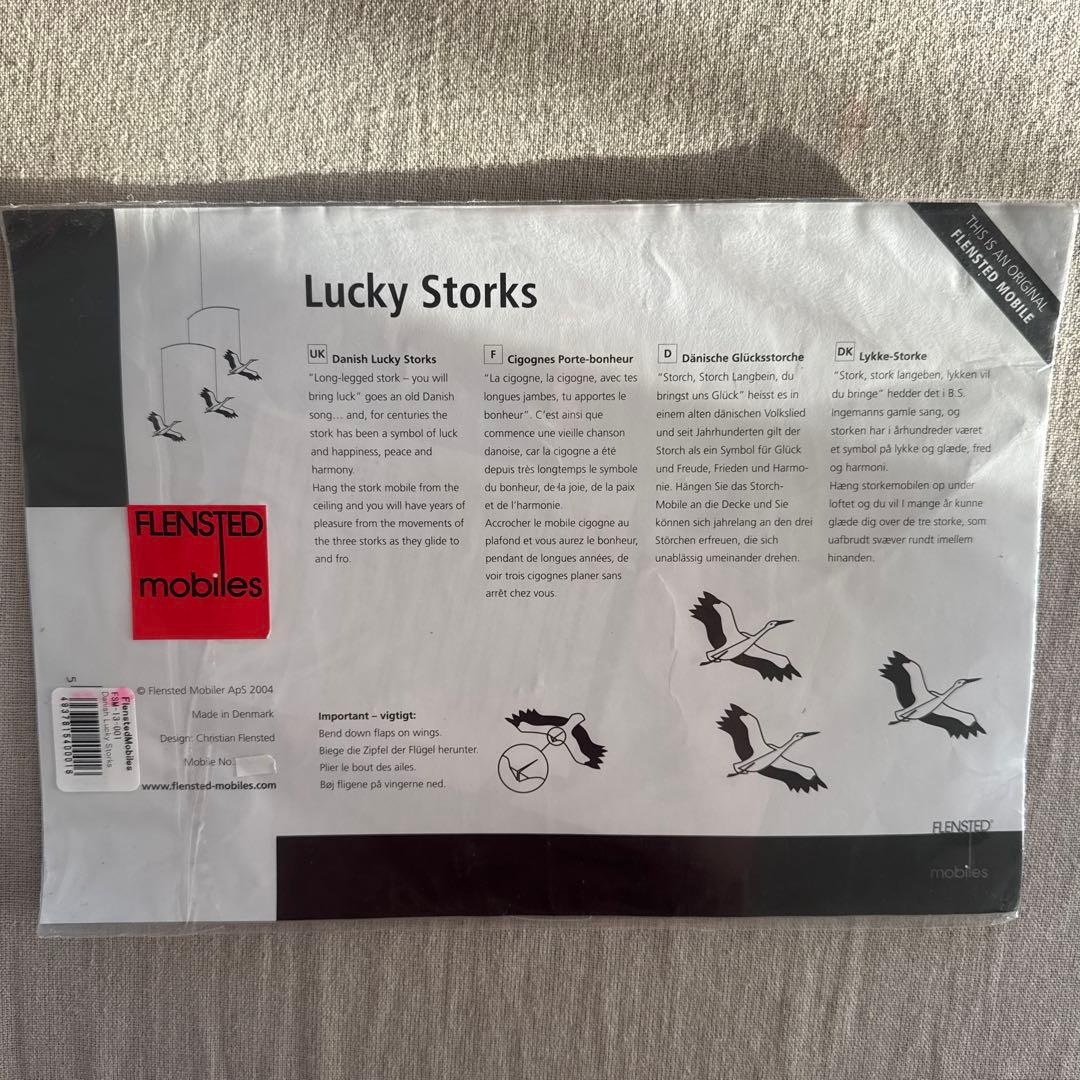 THIS IS AN ORIGINAL
FLENSTED MOBILE
Lucky Storks
UK Danish Lucky Storks
"Long-legged stork – you will
bring luck" goes an old Danish
song... and, for centuries the
stork has been a symbol of luck
and happiness, peace and
harmony.
Hang the stork mobile from the
ceiling and you will have years of
pleasure from the movements of
the three storks as they glide to
and fro.
F Cigognes Porte-bonheur
"La cigogne, la cigogne, avec tes
longues jambes, tu apportes le
bonheur". C'est ainsi que
commence une vieille chanson
danoise, car la cigogne a été
depuis très longtemps le symbole
du bonheur, de la joie, de la paix
et de l'harmonie.
Accrocher le mobile cigogne au
plafond et vous aurez le bonheur,
pendant de longues années, de
voir trois cigognes planer sans
arrêt chez vous.
D Dänische Glücksstorche
"Storch, Storch Langbein, du
bringst uns Glück" heisst es in
einem alten dänischen Volkslied
und seit Jahrhunderten gilt der
Storch als ein Symbol für Glück
und Freude, Frieden und Harmo-
nie. Hängen Sie das Storch-
Mobile an die Decke und Sie
können sich jahrelang an den drei
Störchen erfreuen, die sich
unablässig umeinander drehen.
DK Lykke-Storke
"Stork, stork langeben, lykken vil
du bringe" hedder det i B.S.
Ingemanns gamle sang, og
storken har i århundreder været
et symbol på lykke og glæde, fred
og harmoni.
Hæng storkemobilen op under
loftet og du vil I mange år kunne
glæde dig over de tre storke, som
uafbrudt svæver rundt imellem
hinanden.
FLENSTED
mobiles
© Flensted Mobiler ApS 2004
Made in Denmark
Design: Christian Flensted
Mobile No.
www.flensted-mobiles.com
5
FlenstedMobiles
FSM-13-001
Danish Lucky Storks
Important – vigtigt:
Bend down flaps on wings.
Biege die Zipfel der Flügel herunter.
Plier le bout des ailes.
Bøj fligene på vingerne ned.
FLENSTED®
mobiles